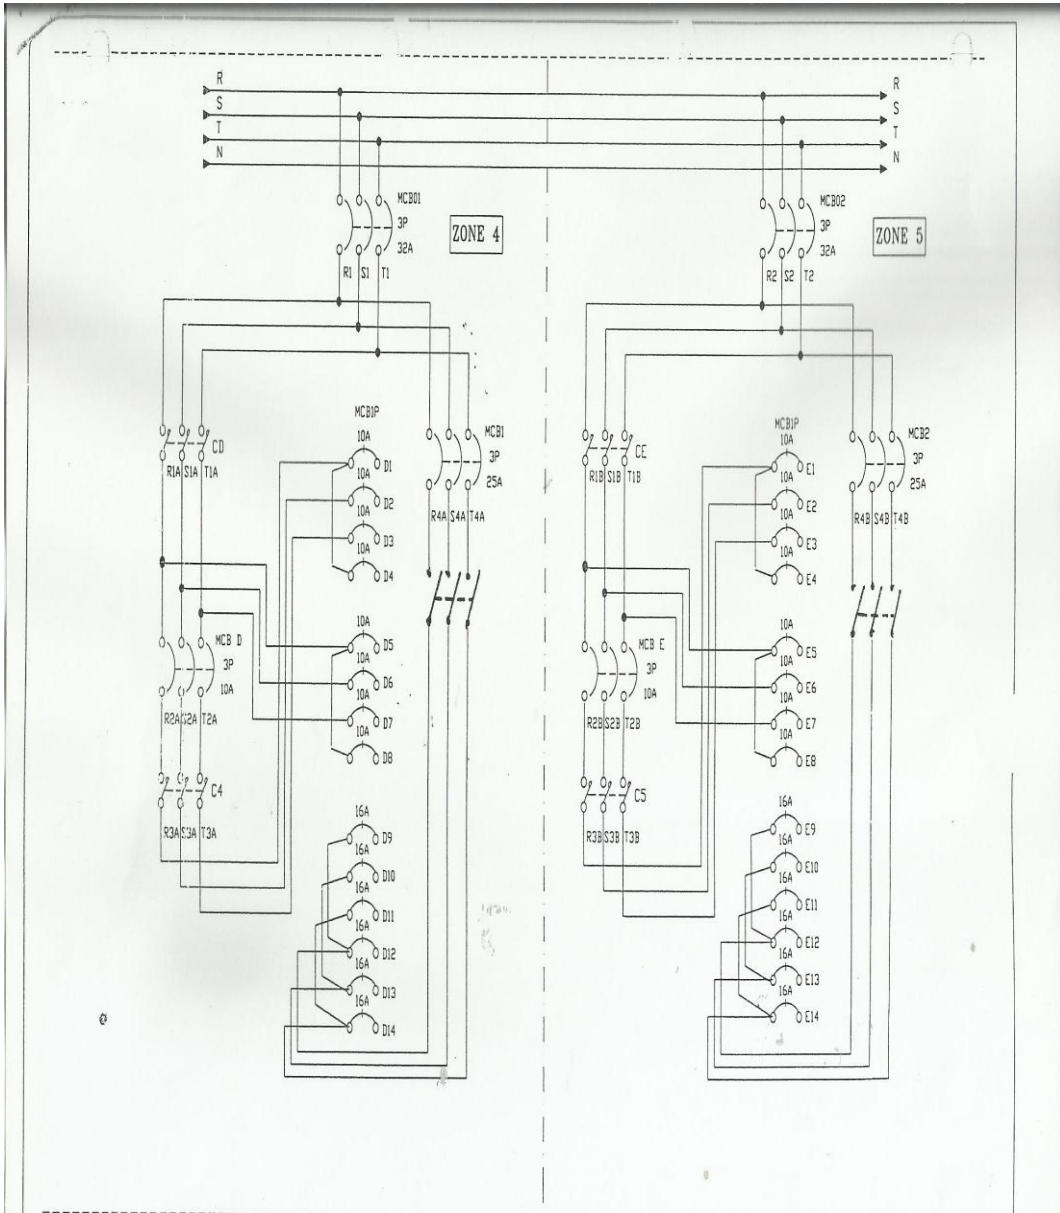 R
S
T
N
R
S
T
N
MCB01
3P
32A
ZONE 4
R1 S1 T1
MCB1P
10A
CD
R1A S1A T1A
D1
10A
D2
10A
D3
10A
D4
MCB1
3P
25A
R4A S4A T4A
MCB D
3P
10A
10A
D5
10A
D6
10A
D7
10A
D8
R2A S2A T2A
C4
R3A S3A T3A
16A
D9
16A
D10
16A
D11
16A
D12
16A
D13
16A
D14
MCB02
3P
32A
ZONE 5
R2 S2 T2
MCB1P
10A
CE
R1B S1B T1B
E1
10A
E2
10A
E3
10A
E4
MCB2
3P
25A
R4B S4B T4B
MCB E
3P
10A
10A
E5
10A
E6
10A
E7
10A
E8
R2B S2B T2B
C5
R3B S3B T3B
16A
E9
16A
E10
16A
E11
16A
E12
16A
E13
16A
E14